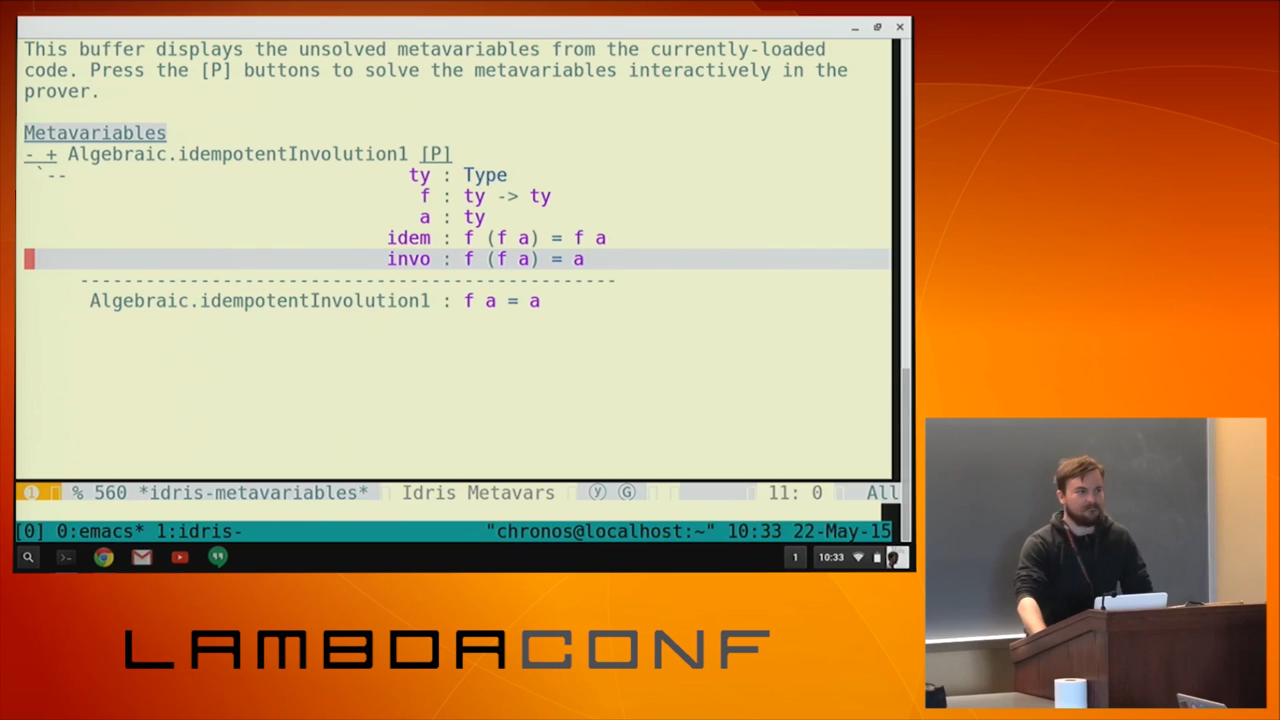 This buffer displays the unsolved metavariables from the currently-loaded
code. Press the [P] buttons to solve the metavariables interactively in the
prover.
Metavariables
- + Algebraic.idempotentInvolution1 [P]
`-- ty : Type
f : ty -> ty
a : ty
idem : f (f a) = f a
invo : f (f a) = a
----------------------------------------------
Algebraic.idempotentInvolution1 : f a = a
1 % 560 *idris-metavariables* Idris Metavars y G 11: 0 All
[0] 0:emacs* 1:idris- "chronos@localhost:~" 10:33 22-May-15
1 10:33
LAMBDACONF